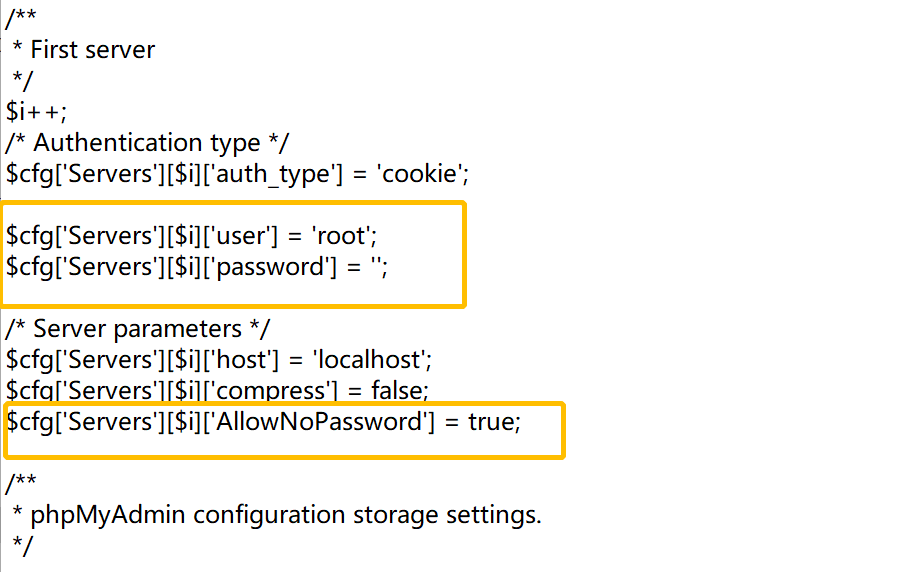 /**
 * First server
 */
$i++;
/* Authentication type */
$cfg['Servers'][$i]['auth_type'] = 'cookie';
$cfg['Servers'][$i]['user'] = 'root';
$cfg['Servers'][$i]['password'] = '';
/* Server parameters */
$cfg['Servers'][$i]['host'] = 'localhost';
$cfg['Servers'][$i]['compress'] = false;
$cfg['Servers'][$i]['AllowNoPassword'] = true;
/**
 * phpMyAdmin configuration storage settings.
 */